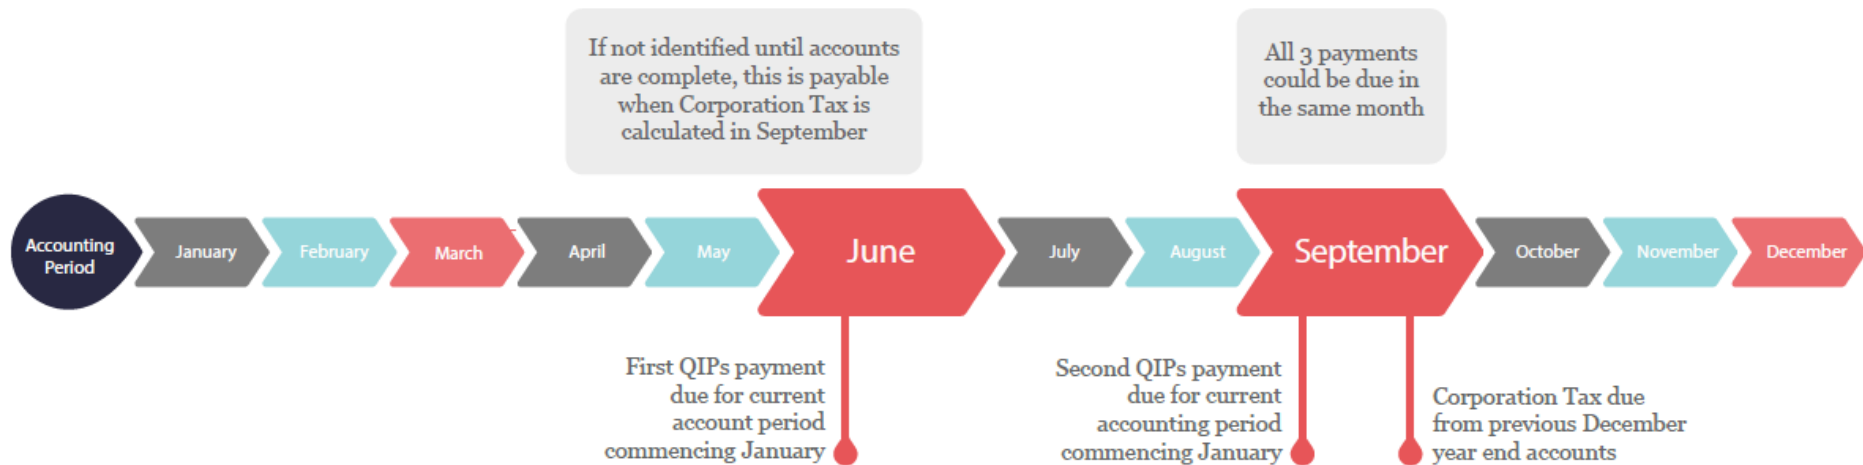 If not identified until accounts
are complete, this is payable
when Corporation Tax is
calculated in September
All 3 payments
could be due in
the same month
Accounting
Period
January
February
March
April
May
June
July
August
September
October
November
December
First QIPs payment
due for current
account period
commencing January
Second QIPs payment
due for current
accounting period
commencing January
Corporation Tax due
from previous December
year end accounts